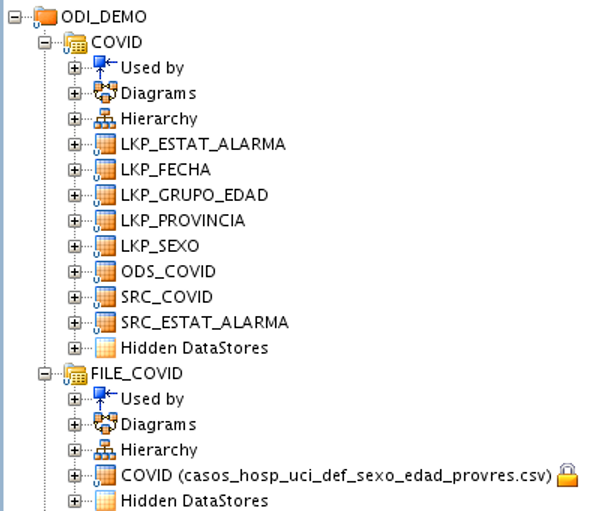 ODI_DEMO
COVID
Used by
Diagrams
Hierarchy
LKP_ESTAT_ALARMA
LKP_FECHA
LKP_GRUPO_EDAD
LKP_PROVINCIA
LKP_SEXO
ODS_COVID
SRC_COVID
SRC_ESTAT_ALARMA
Hidden DataStores
FILE_COVID
Used by
Diagrams
Hierarchy
COVID (casos_hosp_uci_def_sexo_edad_provres.csv)
Hidden DataStores